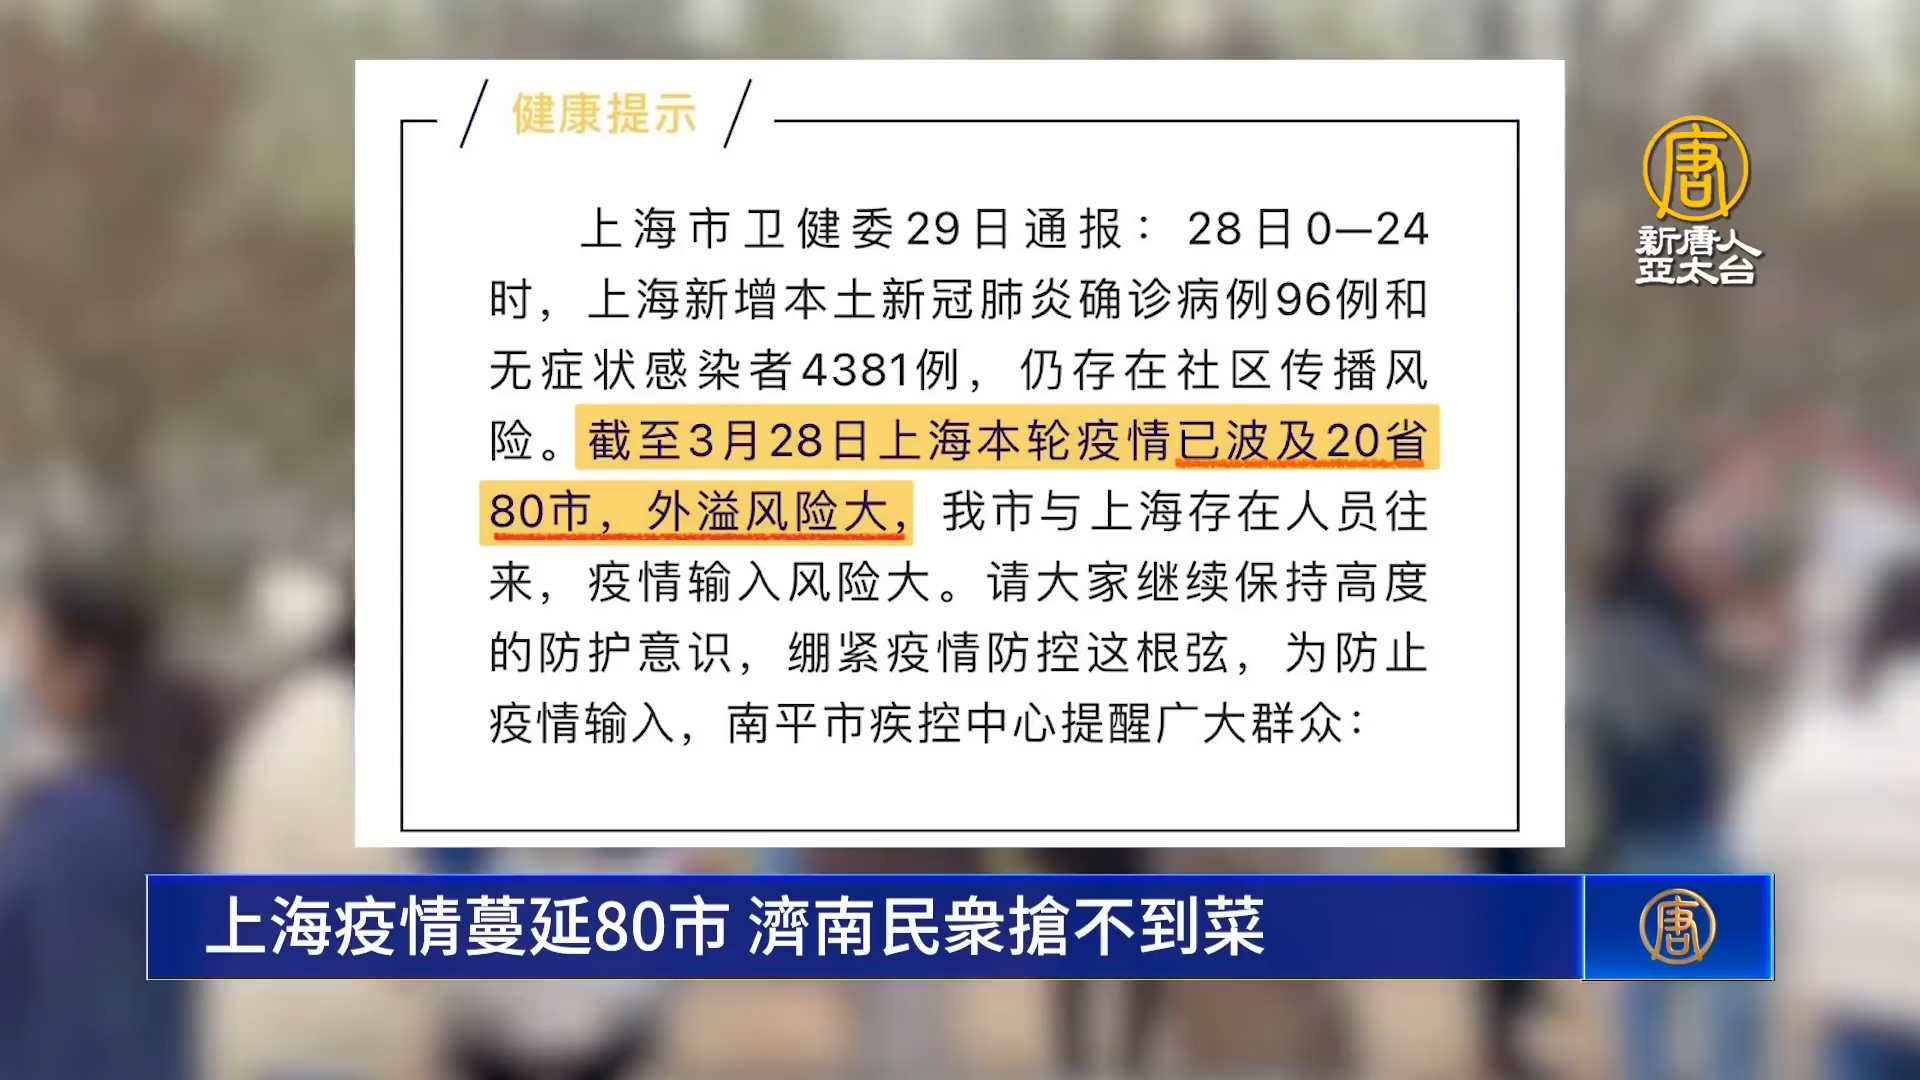 健康提示
上海市卫健委29日通报：28日0—24
时，上海新增本土新冠肺炎确诊病例96例和
无症状感染者4381例，仍存在社区传播风
险。截至3月28日上海本轮疫情已波及20省
80市，外溢风险大，我市与上海存在人员往
来，疫情输入风险大。请大家继续保持高度
的防护意识，绷紧疫情防控这根弦，为防止
疫情输入，南平市疾控中心提醒广大群众：
唐
新唐人
亞太台
上海疫情蔓延80市 濟南民衆搶不到菜
唐